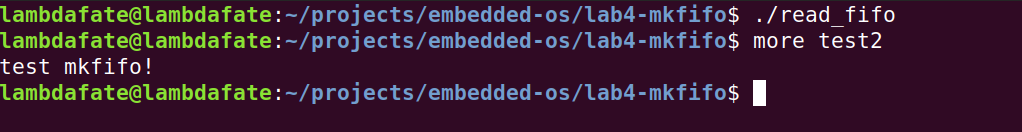 lambdafate@lambdafate:~/projects/embedded-os/lab4-mkfifo$ ./read_fifo
lambdafate@lambdafate:~/projects/embedded-os/lab4-mkfifo$ more test2
test mkfifo!
lambdafate@lambdafate:~/projects/embedded-os/lab4-mkfifo$